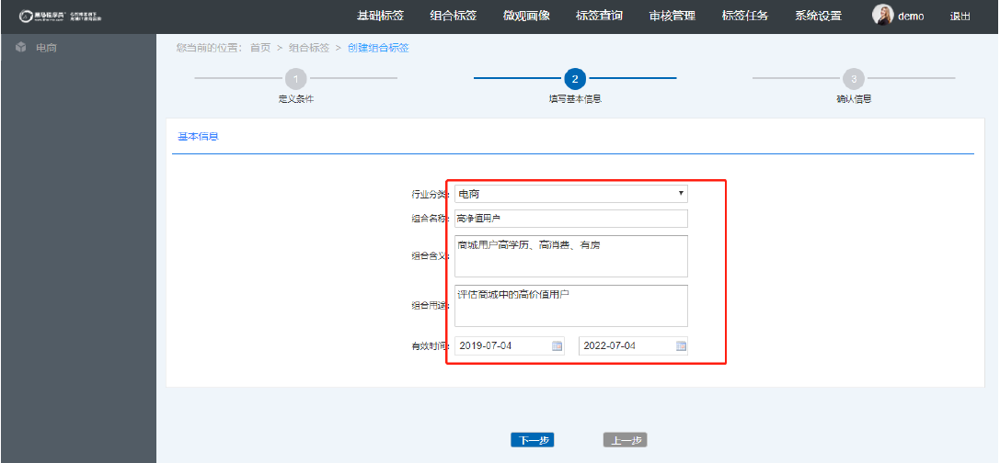 黑马程序员
基础标签 组合标签 微观画像 标签查询 审核管理 标签任务 系统设置 demo 退出
电商
您当前的位置： 首页 > 组合标签 > 创建组合标签
1 2 3
定义条件 填写基本信息 确认信息
基本信息
行业分类: 电商
组合名称: 高净值用户
组合含义: 商城用户高学历、高消费、有房
组合用途: 评估商城中的高价值用户
有效时间: 2019-07-04 2022-07-04
下一步 上一步